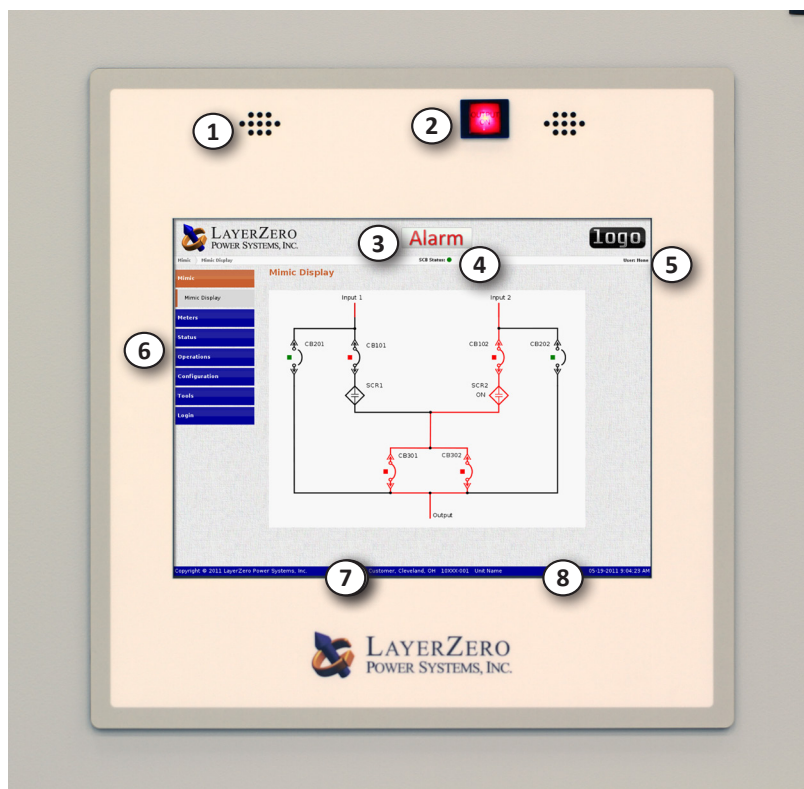 1
2
LAYERZERO
POWER SYSTEMS, INC.
3
Alarm
logo
Mimic Mimic Display
SCR Status:
4
User: None
5
Mimic
Mimic Display
Mimic Display
Meters
Status
Operations
Configuration
Tools
Login
6
Input 1
Input 2
CB201
CB101
CB102
CB202
SCR1
SCR2
ON
CB301
CB302
Output
Copyright © 2011 LayerZero Power Systems, Inc.
7
Customer, Cleveland, OH 10XXX-001 Unit Name
8
05-19-2011 9:04:23 AM
LAYERZERO
POWER SYSTEMS, INC.